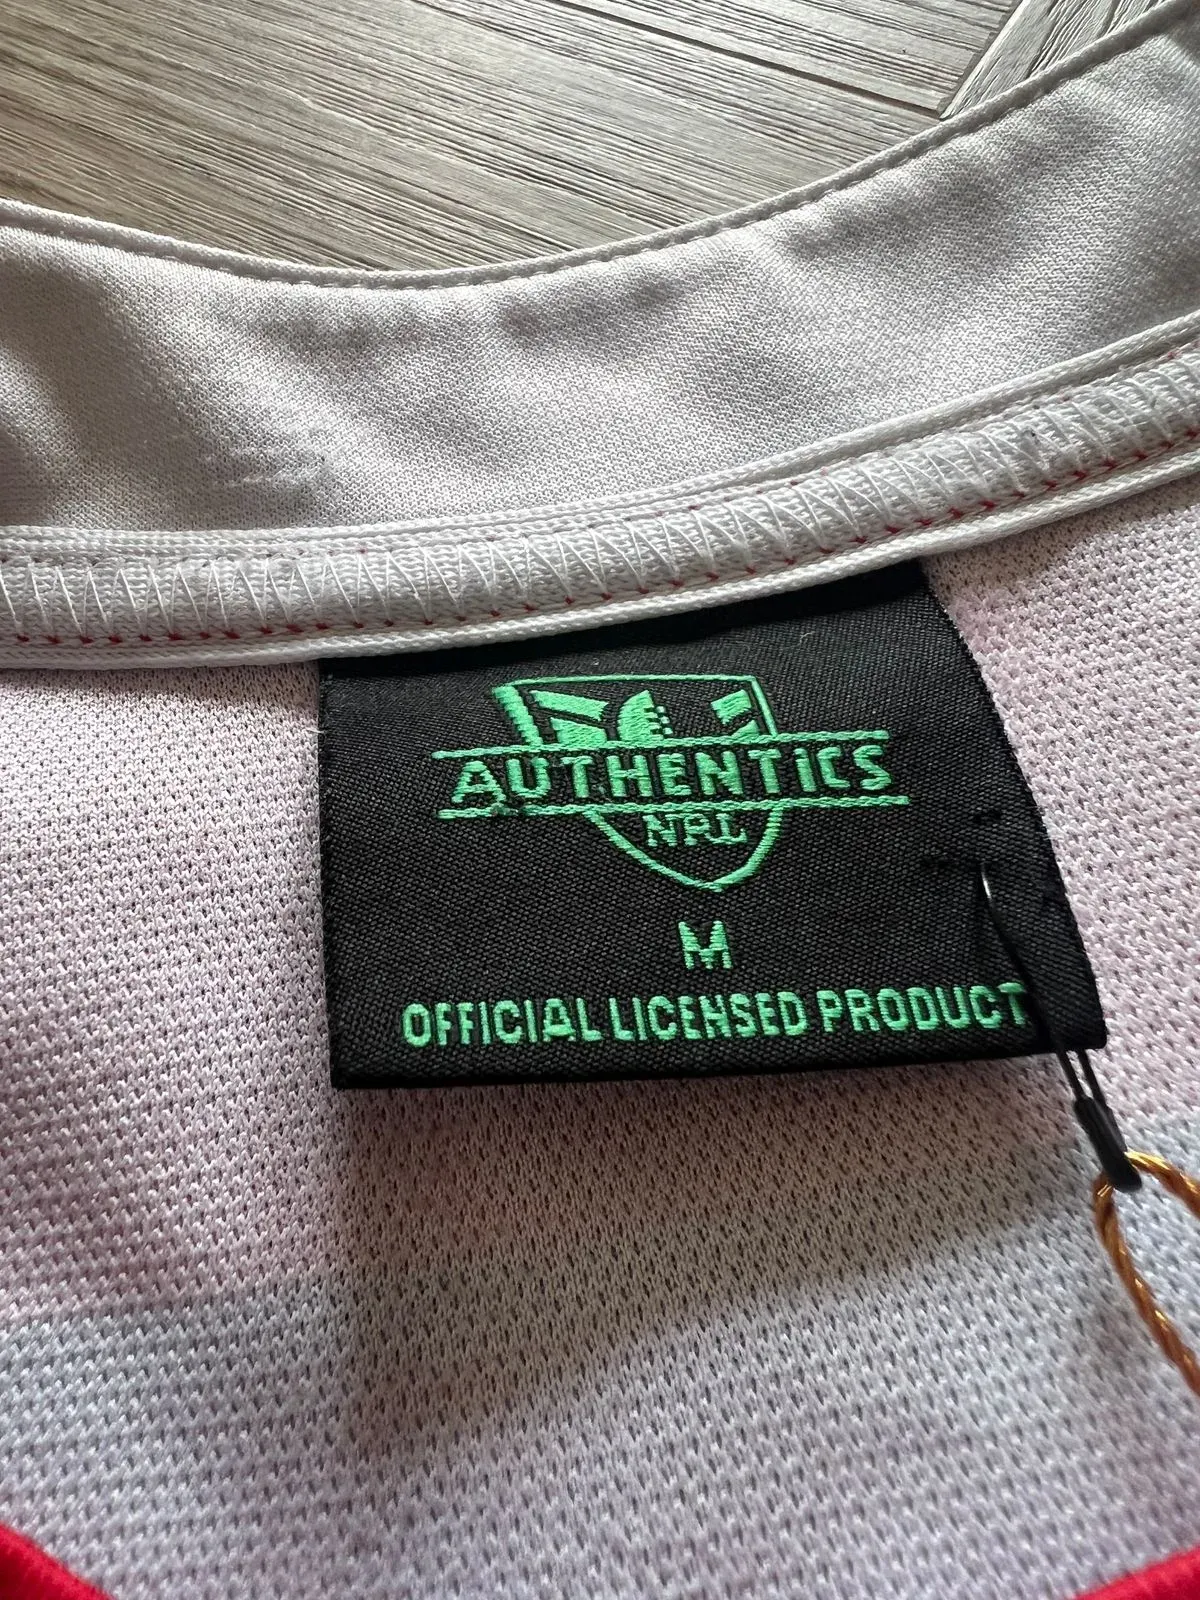 AUTHENTICS
NRL
M
OFFICIAL LICENSED PRODUCT